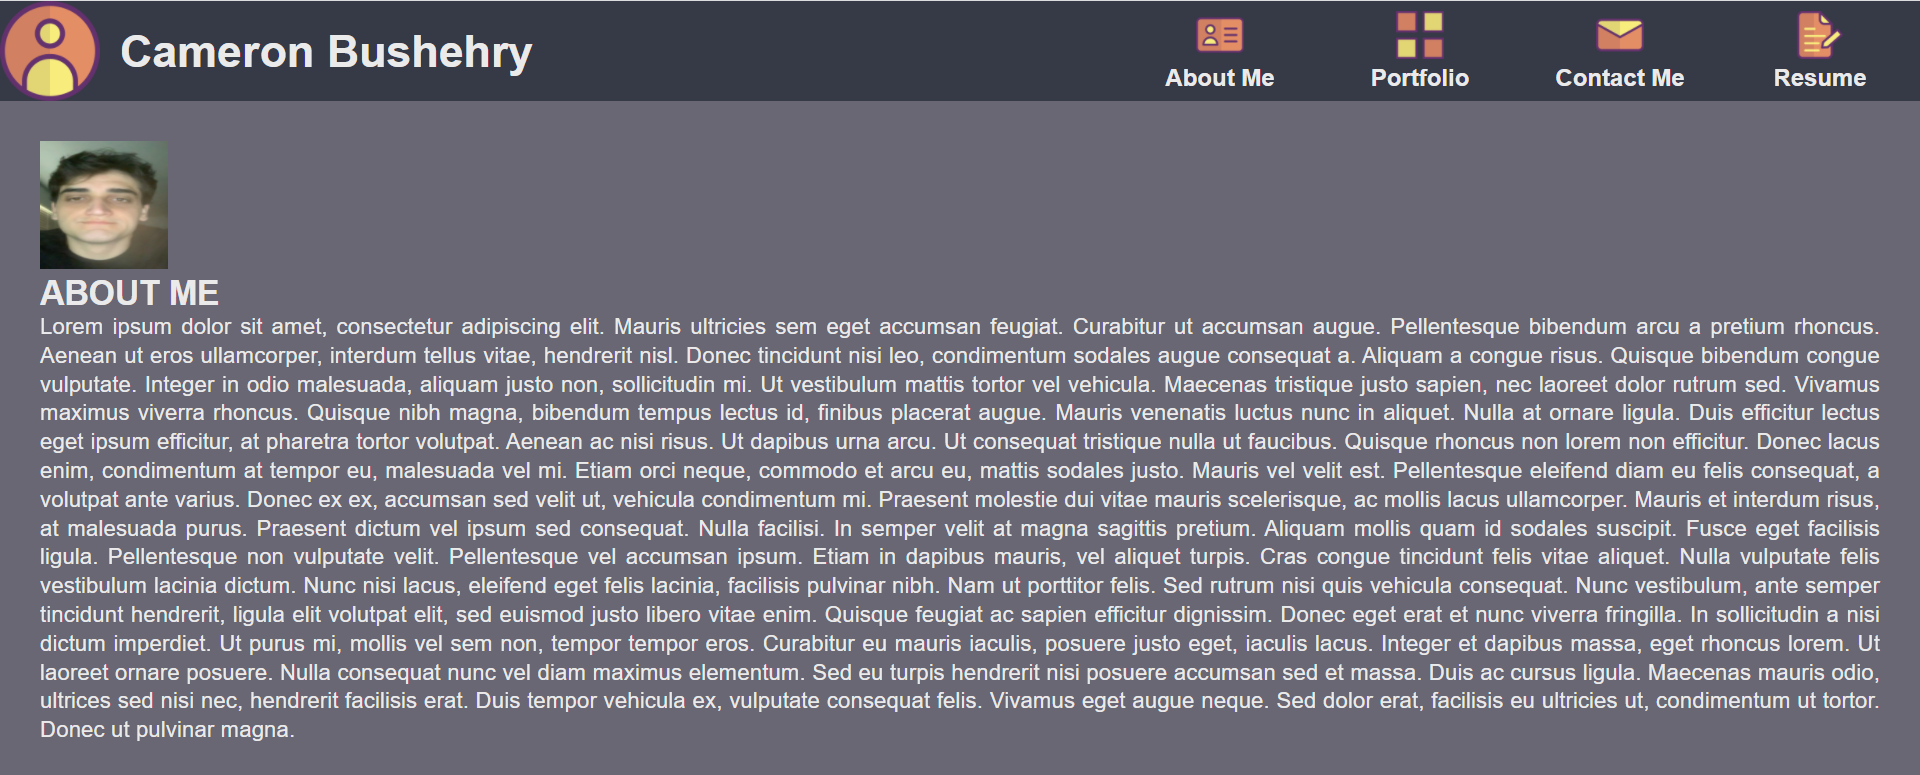 Cameron Bushehry
About Me
Portfolio
Contact Me
Resume
ABOUT ME
Lorem ipsum dolor sit amet, consectetur adipiscing elit. Mauris ultricies sem eget accumsan feugiat. Curabitur ut accumsan augue. Pellentesque bibendum arcu a pretium rhoncus.
Aenean ut eros ullamcorper, interdum tellus vitae, hendrerit nisl. Donec tincidunt nisi leo, condimentum sodales augue consequat a. Aliquam a congue risus. Quisque bibendum congue
vulputate. Integer in odio malesuada, aliquam justo non, sollicitudin mi. Ut vestibulum mattis tortor vel vehicula. Maecenas tristique justo sapien, nec laoreet dolor rutrum sed. Vivamus
maximus viverra rhoncus. Quisque nibh magna, bibendum tempus lectus id, finibus placerat augue. Mauris venenatis luctus nunc in aliquet. Nulla at ornare ligula. Duis efficitur lectus
eget ipsum efficitur, at pharetra tortor volutpat. Aenean ac nisi risus. Ut dapibus urna arcu. Ut consequat tristique nulla ut faucibus. Quisque rhoncus non lorem non efficitur. Donec lacus
enim, condimentum at tempor eu, malesuada vel mi. Etiam orci neque, commodo et arcu eu, mattis sodales justo. Mauris vel velit est. Pellentesque eleifend diam eu felis consequat, a
volutpat ante varius. Donec ex ex, accumsan sed velit ut, vehicula condimentum mi. Praesent molestie dui vitae mauris scelerisque, ac mollis lacus ullamcorper. Mauris et interdum risus,
at malesuada purus. Praesent dictum vel ipsum sed consequat. Nulla facilisi. In semper velit at magna sagittis pretium. Aliquam mollis quam id sodales suscipit. Fusce eget facilisis
ligula. Pellentesque non vulputate velit. Pellentesque vel accumsan ipsum. Etiam in dapibus mauris, vel aliquet turpis. Cras congue tincidunt felis vitae aliquet. Nulla vulputate felis
vestibulum lacinia dictum. Nunc nisi lacus, eleifend eget felis lacinia, facilisis pulvinar nibh. Nam ut porttitor felis. Sed rutrum nisi quis vehicula consequat. Nunc vestibulum, ante semper
tincidunt hendrerit, ligula elit volutpat elit, sed euismod justo libero vitae enim. Quisque feugiat ac sapien efficitur dignissim. Donec eget erat et nunc viverra fringilla. In sollicitudin a nisi
dictum imperdiet. Ut purus mi, mollis vel sem non, tempor tempor eros. Curabitur eu mauris iaculis, posuere justo eget, iaculis lacus. Integer et dapibus massa, eget rhoncus lorem. Ut
laoreet ornare posuere. Nulla consequat nunc vel diam maximus elementum. Sed eu turpis hendrerit nisi posuere accumsan sed et massa. Duis ac cursus ligula. Maecenas mauris odio,
ultrices sed nisi nec, hendrerit facilisis erat. Duis tempor vehicula ex, vulputate consequat felis. Vivamus eget augue neque. Sed dolor erat, facilisis eu ultricies ut, condimentum ut tortor.
Donec ut pulvinar magna.